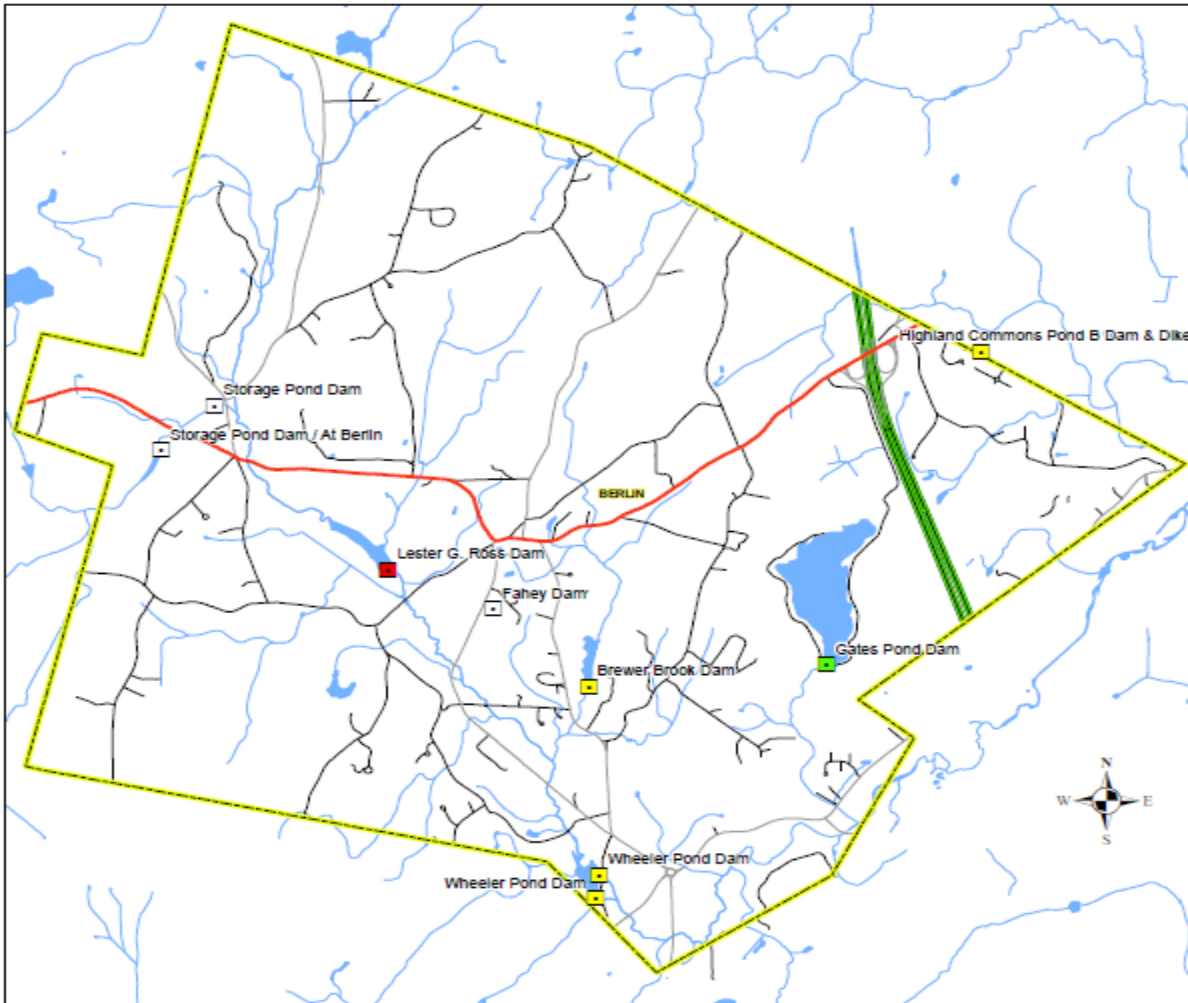 Highland Commons Pond B Dam & Dike
Storage Pond Dam
Storage Pond Dam / At Berlin
BERLIN
Lester G. Ross Dam
Fahey Dam
Gates Pond Dam
Brewer Brook Dam
N
W
E
S
Wheeler Pond Dam
Wheeler Pond Dam